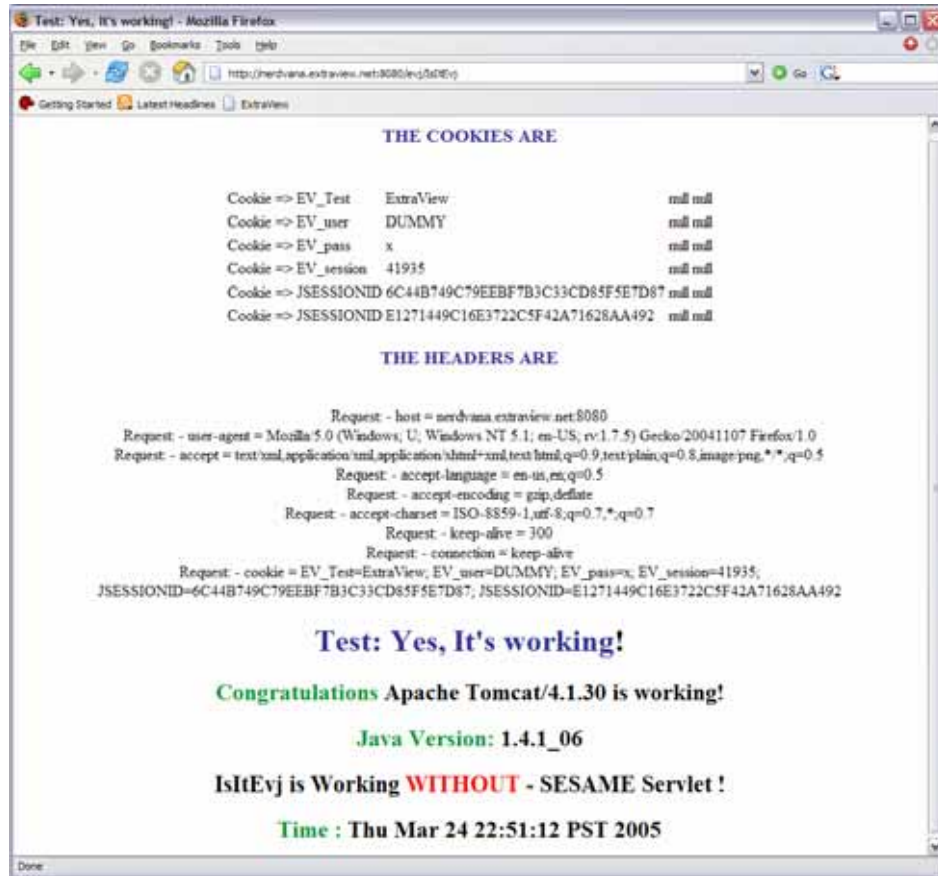 Test: Yes, It's working! - Mozilla Firefox
File Edit View Go Bookmarks Tools Help
http://nerdvana.extraview.net:8080/evj/IsItEvj
Go
Getting Started Latest Headlines ExtraView
THE COOKIES ARE
Cookie => EV_Test ExtraView null null
Cookie => EV_user DUMMY null null
Cookie => EV_pass x null null
Cookie => EV_session 41935 null null
Cookie => JSESSIONID 6C44B749C79EEBF7B3C33CD85F5E7D87 null null
Cookie => JSESSIONID E1271449C16E3722C5F42A71628AA492 null null
THE HEADERS ARE
Request: - host = nerdvana.extraview.net:8080
Request: - user-agent = Mozilla/5.0 (Windows; U; Windows NT 5.1; en-US; rv:1.7.5) Gecko/20041107 Firefox/1.0
Request: - accept = text/xml,application/xml,application/xhtml+xml,text/html;q=0.9,text/plain;q=0.8,image/png,*/*;q=0.5
Request: - accept-language = en-us,en;q=0.5
Request: - accept-encoding = gzip,deflate
Request: - accept-charset = ISO-8859-1,utf-8;q=0.7,*;q=0.7
Request: - keep-alive = 300
Request: - connection = keep-alive
Request: - cookie = EV_Test=ExtraView; EV_user=DUMMY; EV_pass=x; EV_session=41935;
JSESSIONID=6C44B749C79EEBF7B3C33CD85F5E7D87; JSESSIONID=E1271449C16E3722C5F42A71628AA492
Test: Yes, It's working!
Congratulations Apache Tomcat/4.1.30 is working!
Java Version: 1.4.1_06
IsItEvj is Working WITHOUT - SESAME Servlet !
Time : Thu Mar 24 22:51:12 PST 2005
Done